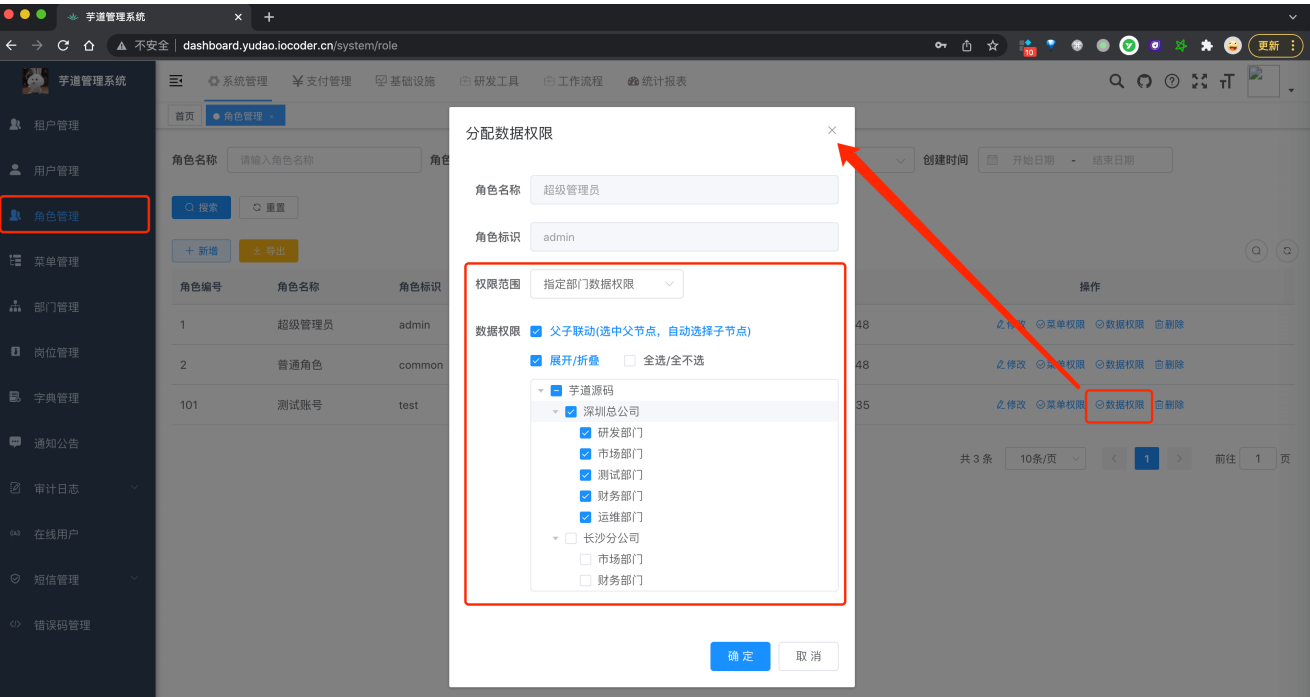 芋道管理系统
不安全 dashboard.yudao.iocoder.cn/system/role
10
更新
芋道管理系统
系统管理 支付管理 基础设施 研发工具 工作流程 统计报表
首页 角色管理
租户管理
用户管理
角色管理
菜单管理
部门管理
岗位管理
字典管理
通知公告
审计日志
在线用户
短信管理
错误码管理
角色名称 请输入角色名称 角色 创建时间 开始日期 - 结束日期
搜索 重置
新增 导出
角色编号 角色名称 角色标识 操作
1 超级管理员 admin 48 修改 菜单权限 数据权限 删除
2 普通角色 common 48 修改 菜单权限 数据权限 删除
101 测试账号 test 35 修改 菜单权限 数据权限 删除
共 3 条 10条/页 1 前往 1 页
分配数据权限
角色名称 超级管理员
角色标识 admin
权限范围 指定部门数据权限
数据权限 父子联动(选中父节点，自动选择子节点)
展开/折叠 全选/全不选
芋道源码
深圳总公司
研发部门
市场部门
测试部门
财务部门
运维部门
长沙分公司
市场部门
财务部门
确 定 取 消